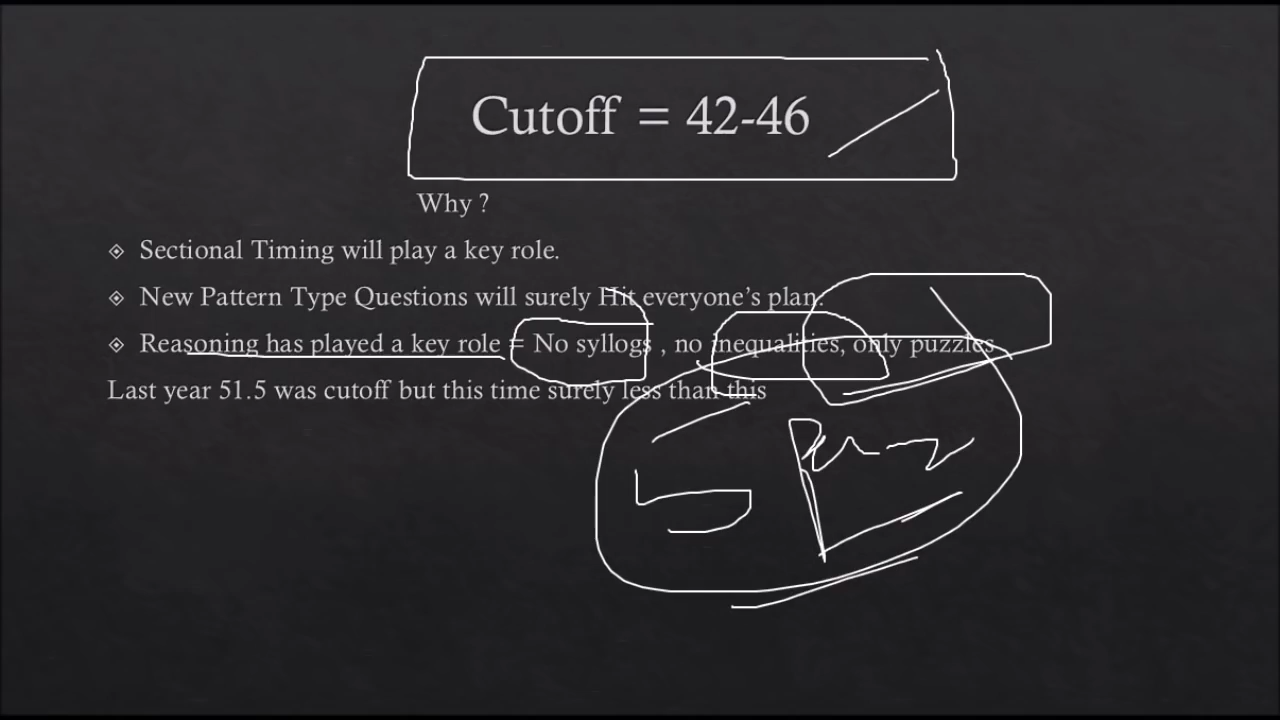 Cutoff = 42-46
Why ?
Sectional Timing will play a key role.
New Pattern Type Questions will surely Hit everyone's plan.
Reasoning has played a key role = No syllogs , no inequalities, only puzzles
Last year 51.5 was cutoff but this time surely less than this
5